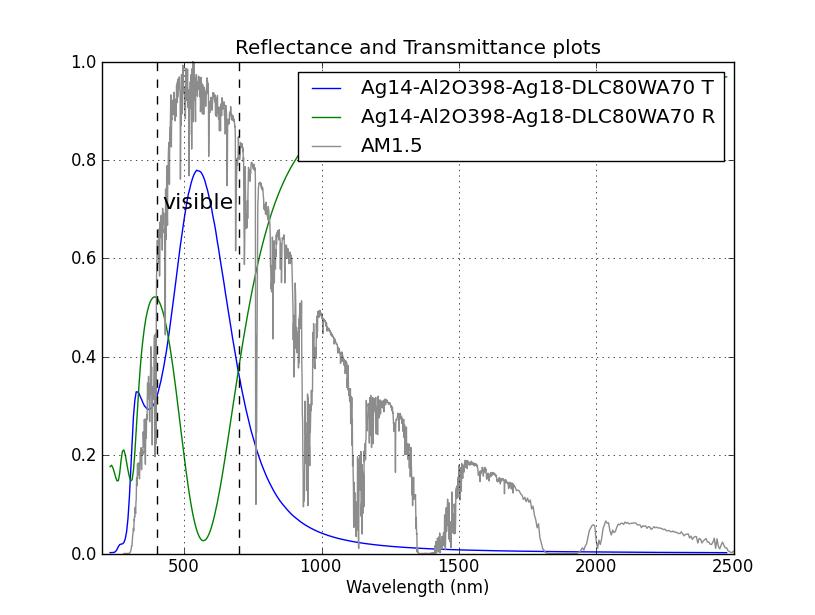 Reflectance and Transmittance plots
1.0
0.8
0.6
0.4
0.2
0.0
Ag14-Al2O398-Ag18-DLC80WA70 T
Ag14-Al2O398-Ag18-DLC80WA70 R
AM1.5
visible
500
1000
1500
2000
2500
Wavelength (nm)